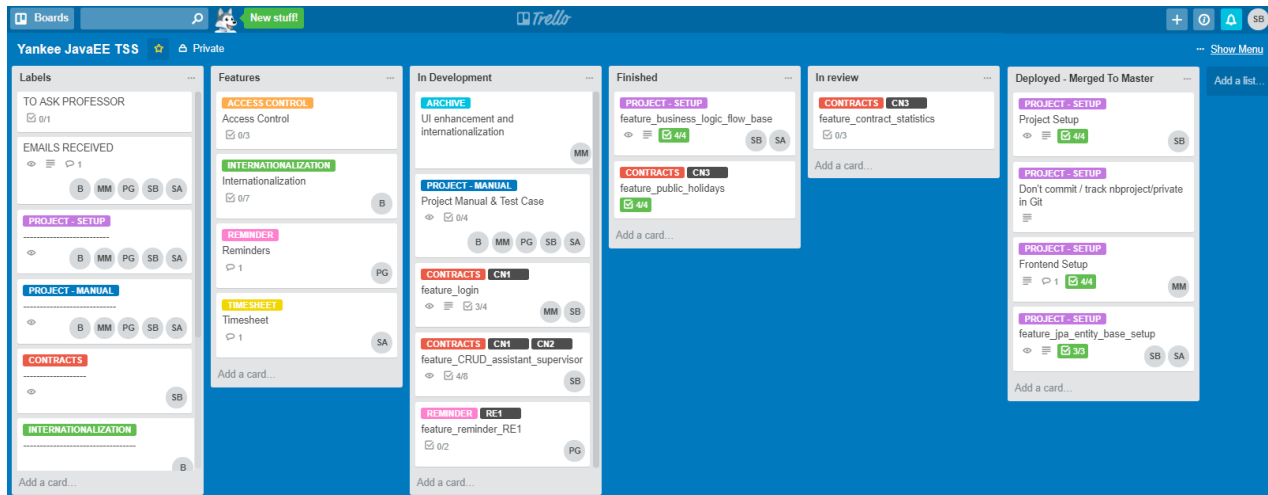 Boards
New stuff!
Trello
SB
Yankee JavaEE TSS
Private
... Show Menu
Labels ...
TO ASK PROFESSOR
0/1
EMAILS RECEIVED
1
B MM PG SB SA
PROJECT - SETUP
--------------------------
B MM PG SB SA
PROJECT - MANUAL
----------------------------
B MM PG SB SA
CONTRACTS
-------------------
SB
INTERNATIONALIZATION
----------------------------------
B
Add a card...
Features ...
ACCESS CONTROL
Access Control
0/3
INTERNATIONALIZATION
Internationalization
0/7
B
REMINDER
Reminders
1
PG
TIMESHEET
Timesheet
1
SA
Add a card...
In Development ...
ARCHIVE
UI enhancement and
internationalization
MM
PROJECT - MANUAL
Project Manual & Test Case
0/4
B MM PG SB SA
CONTRACTS CN1
feature_login
3/4
MM SB
CONTRACTS CN1 CN2
feature_CRUD_assistant_supervisor
4/8
SB
REMINDER RE1
feature_reminder_RE1
0/2
PG
Add a card...
Finished ...
PROJECT - SETUP
feature_business_logic_flow_base
4/4
SB SA
CONTRACTS CN3
feature_public_holidays
4/4
Add a card...
In review ...
CONTRACTS CN3
feature_contract_statistics
0/3
Add a card...
Deployed - Merged To Master ...
PROJECT - SETUP
Project Setup
4/4
SB
PROJECT - SETUP
Don't commit / track nbproject/private
in Git
PROJECT - SETUP
Frontend Setup
1 4/4
MM
PROJECT - SETUP
feature_jpa_entity_base_setup
3/3
SB SA
Add a card...
Add a list...